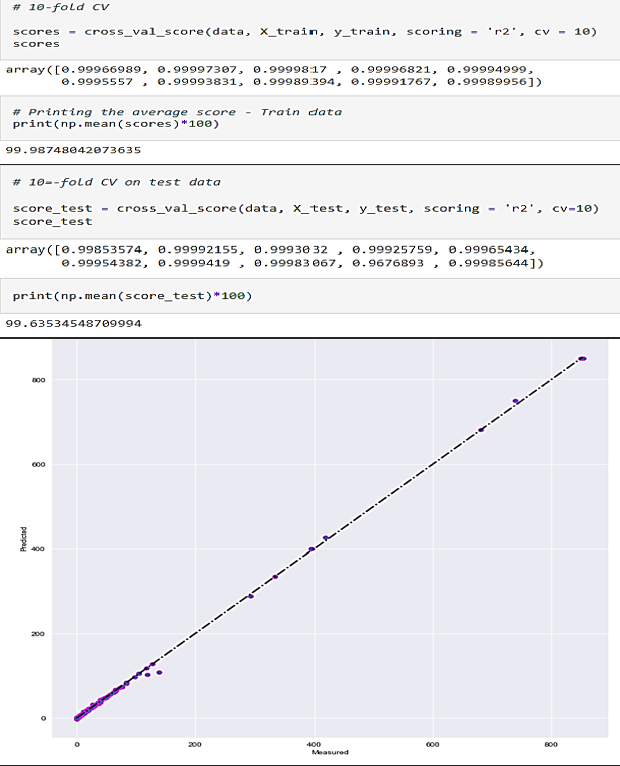 # 10-fold CV
scores = cross_val_score(data, X_train, y_train, scoring = 'r2', cv = 10)
scores
array([0.99966989, 0.99997307, 0.9999817 , 0.99996821, 0.99994999,
0.9995557 , 0.99993831, 0.99989394, 0.99991767, 0.99989956])
# Printing the average score - Train data
print(np.mean(scores)*100)
99.98748042073635
# 10=-fold CV on test data
score_test = cross_val_score(data, X_test, y_test, scoring = 'r2', cv=10)
score_test
array([0.99853574, 0.99992155, 0.9993032 , 0.99925759, 0.99965434,
0.99954382, 0.9999419 , 0.99983067, 0.9676893 , 0.99985644])
print(np.mean(score_test)*100)
99.63534548709994
800
600
400
200
0
Predicted
0 200 400 600 800
Measured